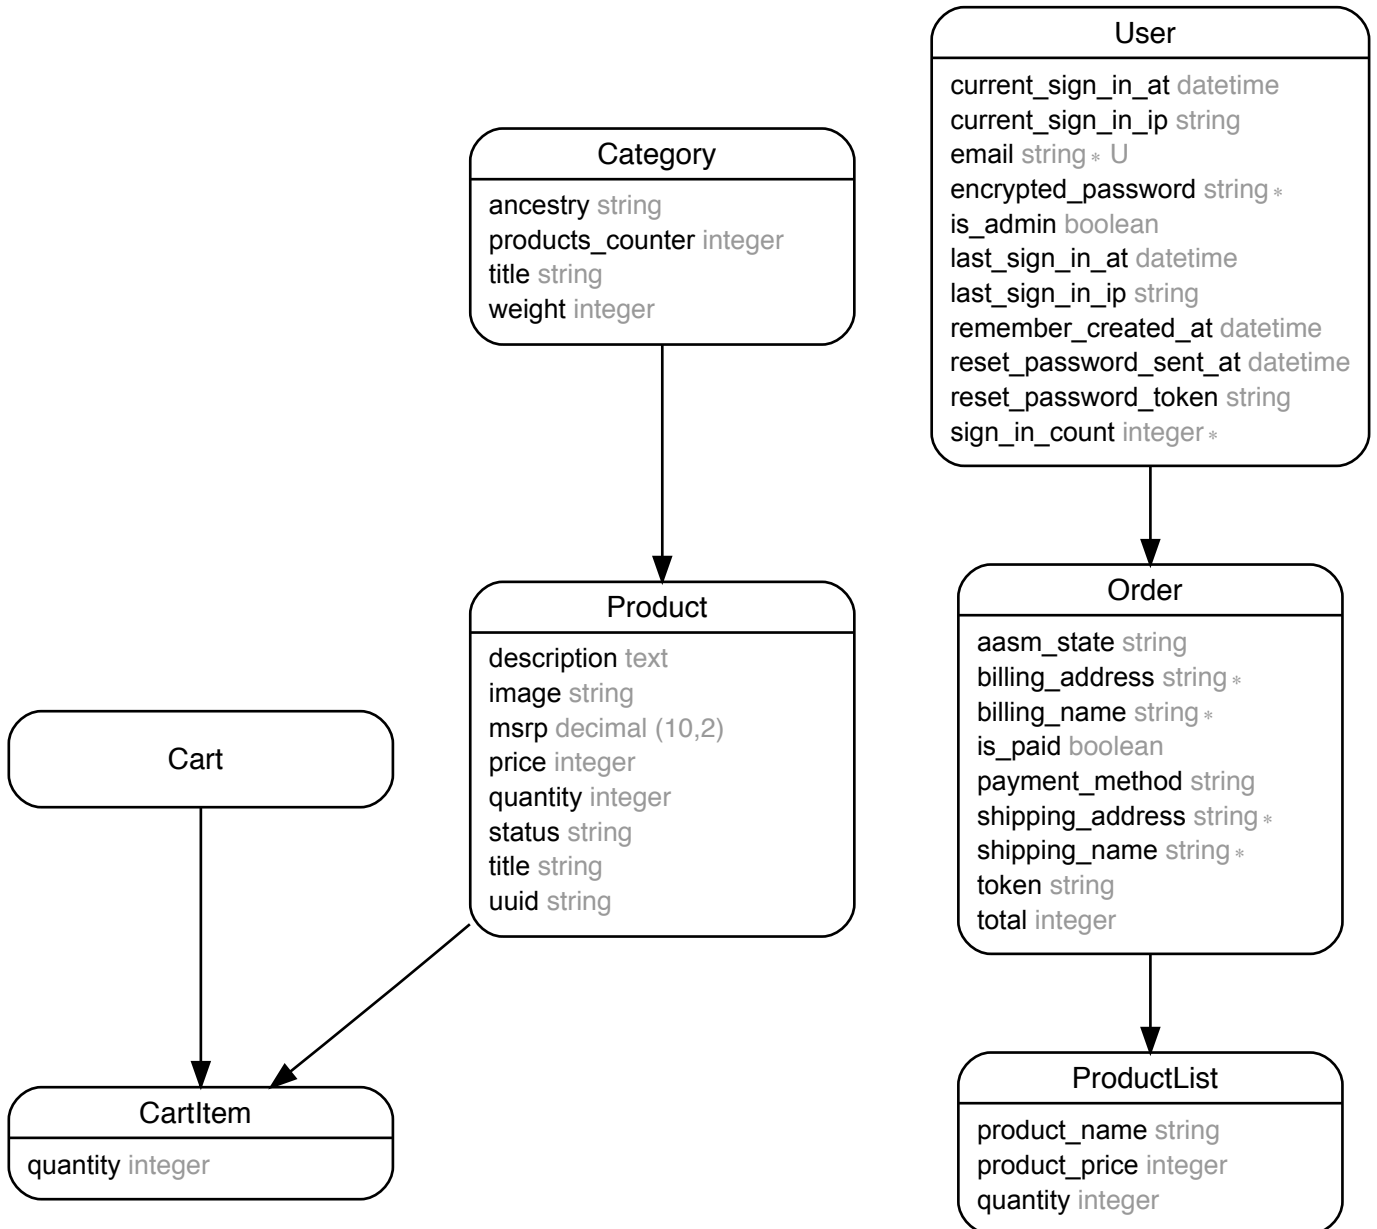 User
current_sign_in_at datetime
current_sign_in_ip string
email string * U
encrypted_password string *
is_admin boolean
last_sign_in_at datetime
last_sign_in_ip string
remember_created_at datetime
reset_password_sent_at datetime
reset_password_token string
sign_in_count integer *
Category
ancestry string
products_counter integer
title string
weight integer
Product
description text
image string
msrp decimal (10,2)
price integer
quantity integer
status string
title string
uuid string
Order
aasm_state string
billing_address string *
billing_name string *
is_paid boolean
payment_method string
shipping_address string *
shipping_name string *
token string
total integer
Cart
CartItem
quantity integer
ProductList
product_name string
product_price integer
quantity integer